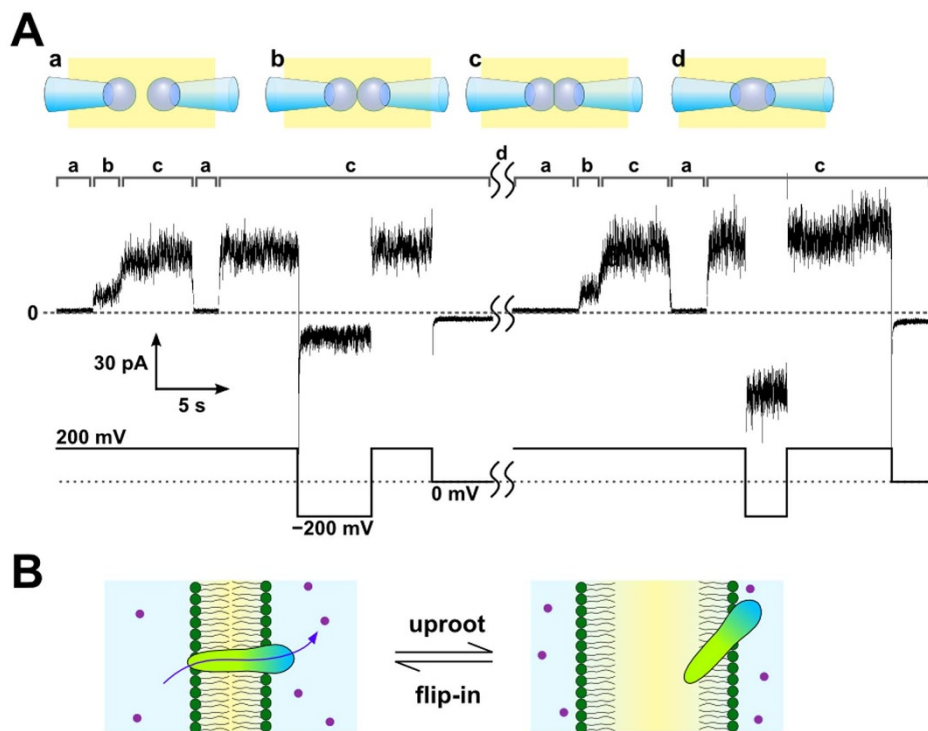 A
a b c d
a b c a c d a b c a c
0
30 pA
5 s
200 mV
0 mV
−200 mV
B
uproot
flip-in